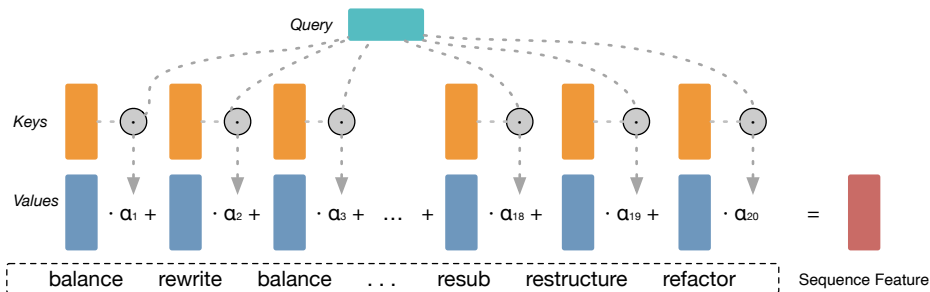 Query
Keys
Values
· α1 + · α2 + · α3 + ... + · α18 + · α19 + · α20 =
balance rewrite balance ... resub restructure refactor
Sequence Feature